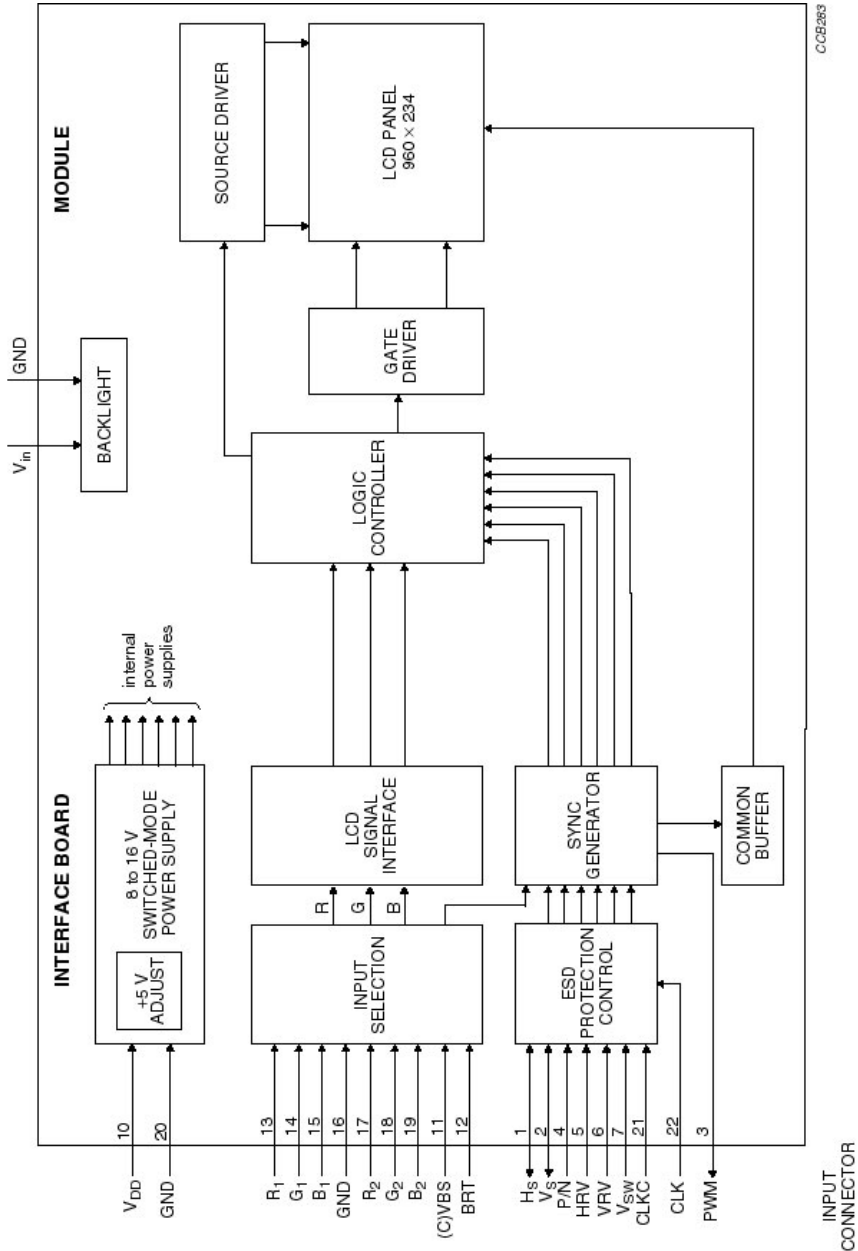 INTERFACE BOARD
MODULE
V_DD
10
GND
20
+5 V
ADJUST
8 to 16 V
SWITCHED-MODE
POWER SUPPLY
internal
power
supplies
V_in
GND
BACKLIGHT
R_1
13
G_1
14
B_1
15
GND
16
R_2
17
G_2
18
B_2
19
(C)VBS
11
BRT
12
INPUT
SELECTION
R
G
B
LCD
SIGNAL
INTERFACE
LOGIC
CONTROLLER
GATE
DRIVER
SOURCE DRIVER
LCD PANEL
960 × 234
H_S
1
V_S
2
P/N
4
HRV
5
VRV
6
V_SW
7
CLKC
21
CLK
22
PWM
3
ESD
PROTECTION
CONTROL
SYNC
GENERATOR
COMMON
BUFFER
INPUT
CONNECTOR
CCB283